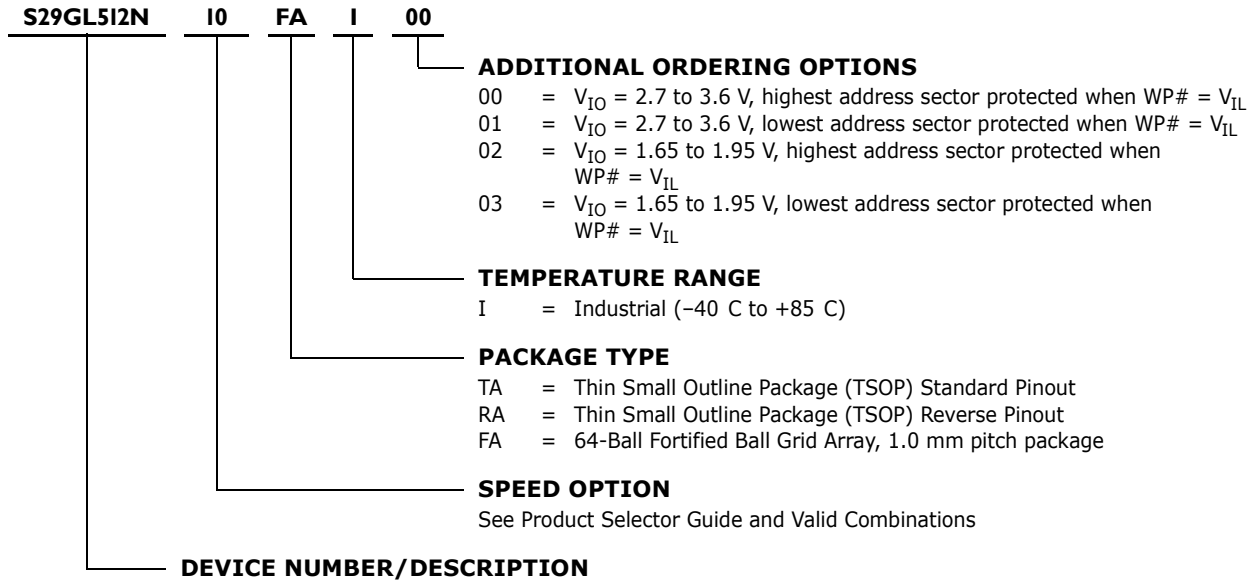 S29GL512N 10 FA I 00
ADDITIONAL ORDERING OPTIONS
00 = VIO = 2.7 to 3.6 V, highest address sector protected when WP# = VIL
01 = VIO = 2.7 to 3.6 V, lowest address sector protected when WP# = VIL
02 = VIO = 1.65 to 1.95 V, highest address sector protected when
WP# = VIL
03 = VIO = 1.65 to 1.95 V, lowest address sector protected when
WP# = VIL
TEMPERATURE RANGE
I = Industrial (–40 C to +85 C)
PACKAGE TYPE
TA = Thin Small Outline Package (TSOP) Standard Pinout
RA = Thin Small Outline Package (TSOP) Reverse Pinout
FA = 64-Ball Fortified Ball Grid Array, 1.0 mm pitch package
SPEED OPTION
See Product Selector Guide and Valid Combinations
DEVICE NUMBER/DESCRIPTION